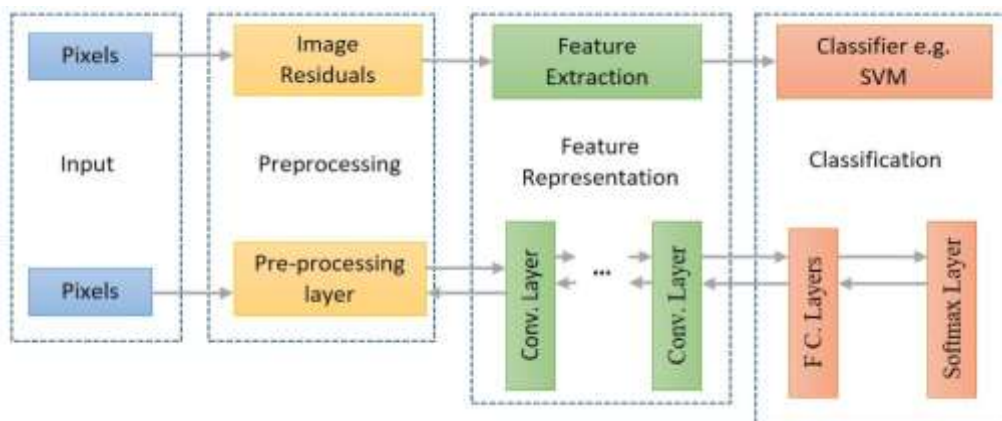 Pixels
Image
Residuals
Feature
Extraction
Classifier e.g.
SVM
Input
Preprocessing
Feature
Representation
Classification
Pixels
Pre-processing
layer
Conv. Layer
...
Conv. Layer
F C. Layers
Softmax Layer